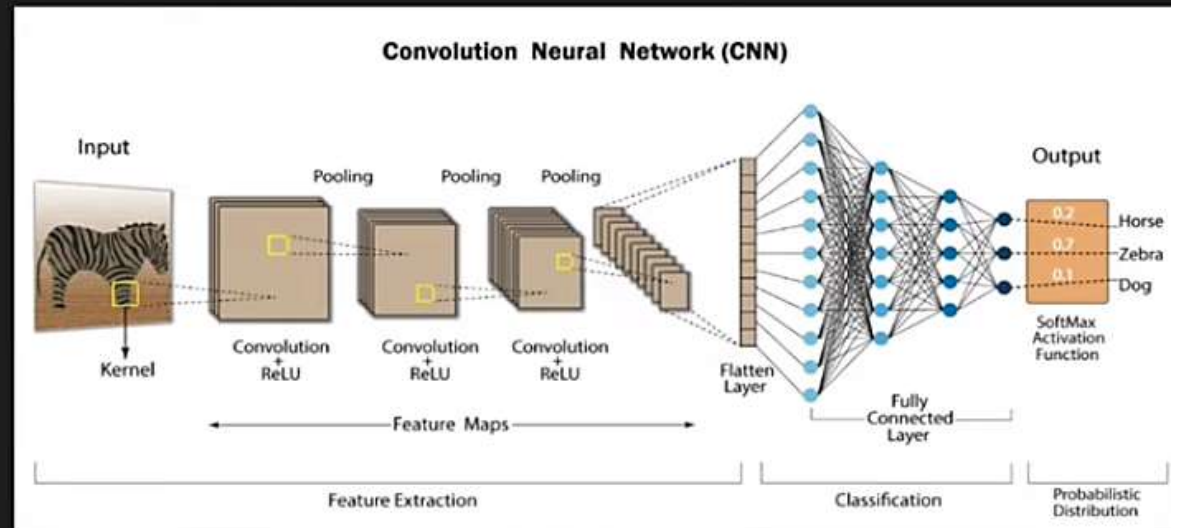 Convolution Neural Network (CNN)
Input
Pooling
Pooling
Pooling
Output
0.2
Horse
0.7
Zebra
0.1
Dog
Kernel
Convolution
+
ReLU
Convolution
+
ReLU
Convolution
+
ReLU
Flatten
Layer
SoftMax
Activation
Function
Feature Maps
Fully
Connected
Layer
Feature Extraction
Classification
Probabilistic
Distribution